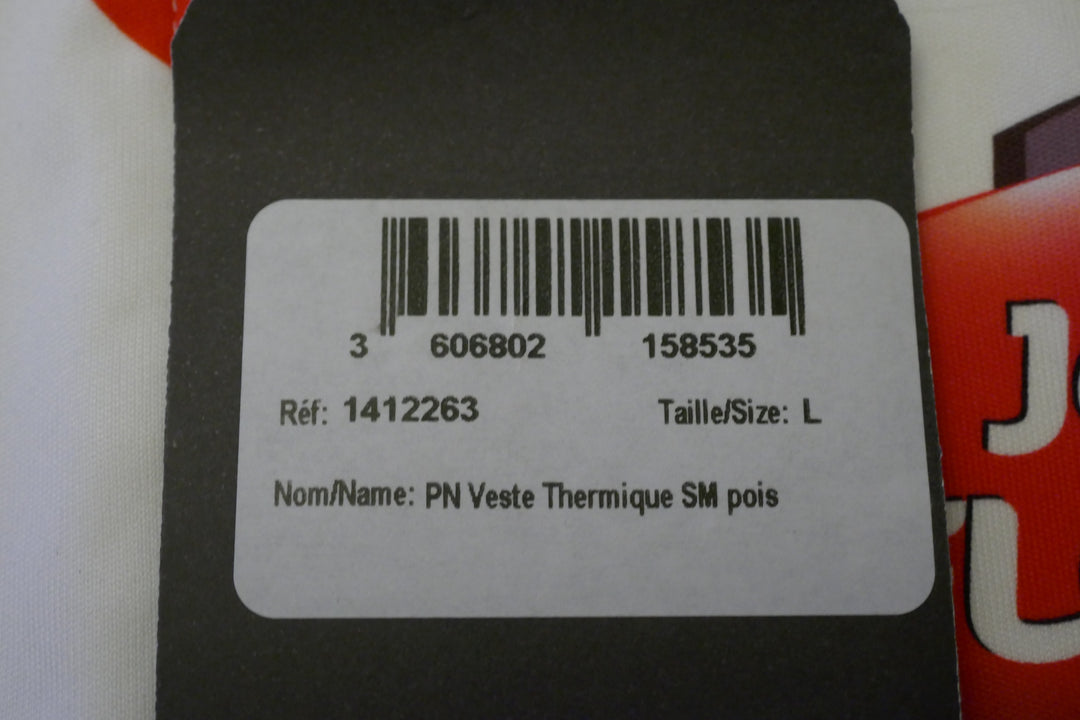 3 606802 158535
Réf: 1412263 Taille/Size: L
Nom/Name: PN Veste Thermique SM pois